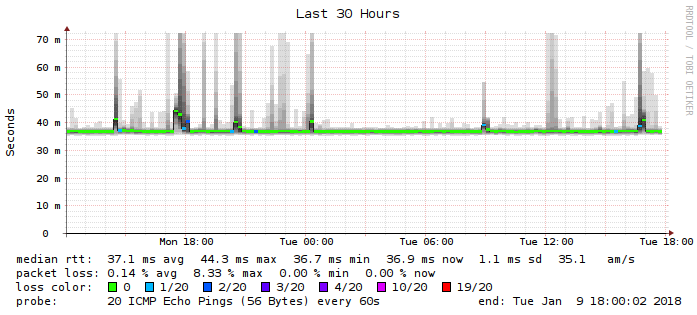 Last 30 Hours
RRDTOOL / TOBI OETIKER
Seconds
70 m
60 m
50 m
40 m
30 m
20 m
10 m
0
Mon 18:00 Tue 00:00 Tue 06:00 Tue 12:00 Tue 18:00
median rtt: 37.1 ms avg 44.3 ms max 36.7 ms min 36.9 ms now 1.1 ms sd 35.1 am/s
packet loss: 0.14 % avg 8.33 % max 0.00 % min 0.00 % now
loss color: 0 1/20 2/20 3/20 4/20 10/20 19/20
probe: 20 ICMP Echo Pings (56 Bytes) every 60s end: Tue Jan 9 18:00:02 2018